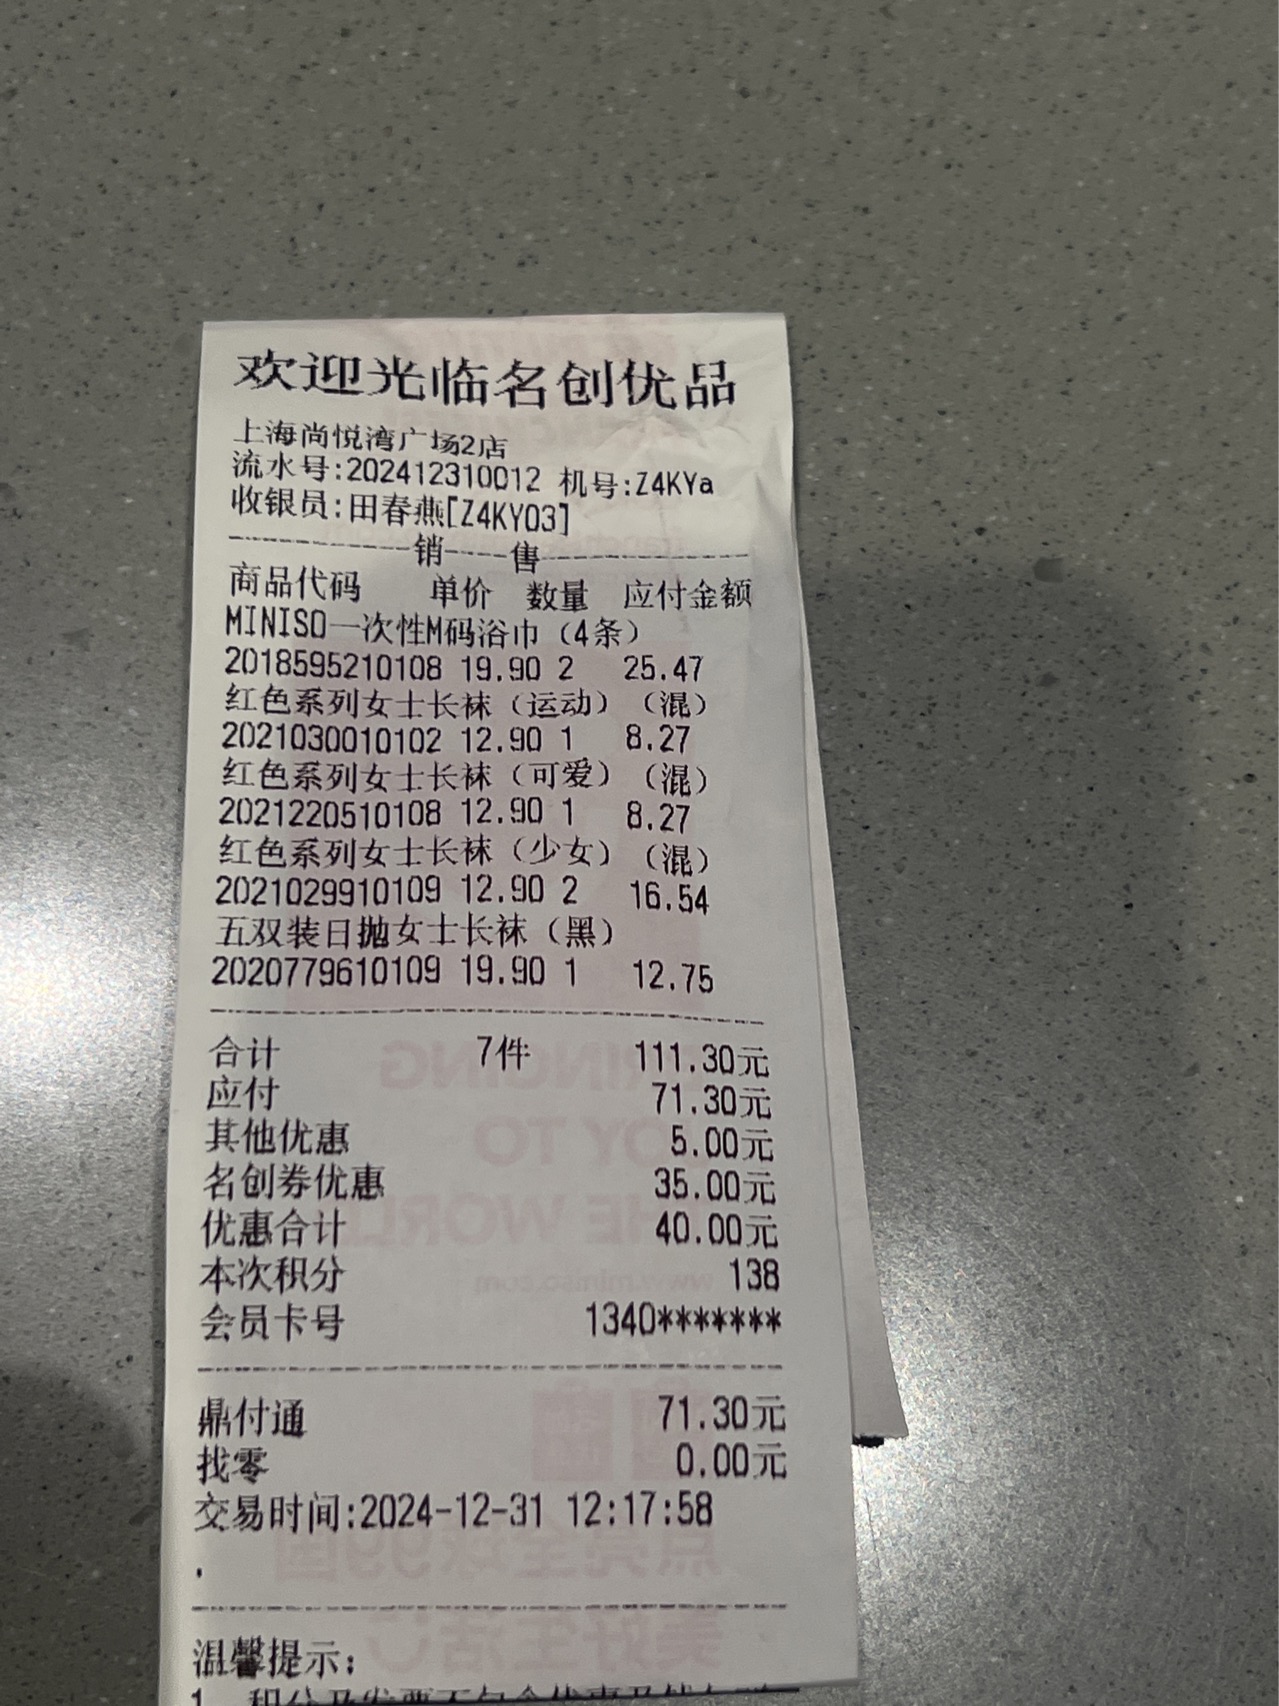 欢迎光临名创优品
上海尚悦湾广场2店
流水号:202412310012 机号:Z4KYa
收银员:田春燕[Z4KY03]
销 售
商品代码 单价 数量 应付金额
MINISO一次性M码浴巾（4条）
2018595210108 19.90 2 25.47
红色系列女士长袜（运动）（混）
2021030010102 12.90 1 8.27
红色系列女士长袜（可爱）（混）
2021220510108 12.90 1 8.27
红色系列女士长袜（少女）（混）
2021029910109 12.90 2 16.54
五双装日抛女士长袜（黑）
2020779610109 19.90 1 12.75
合计 7件 111.30元
应付 71.30元
其他优惠 5.00元
名创券优惠 35.00元
优惠合计 40.00元
本次积分 138
会员卡号 1340*******
鼎付通 71.30元
找零 0.00元
交易时间:2024-12-31 12:17:58
.
温馨提示: